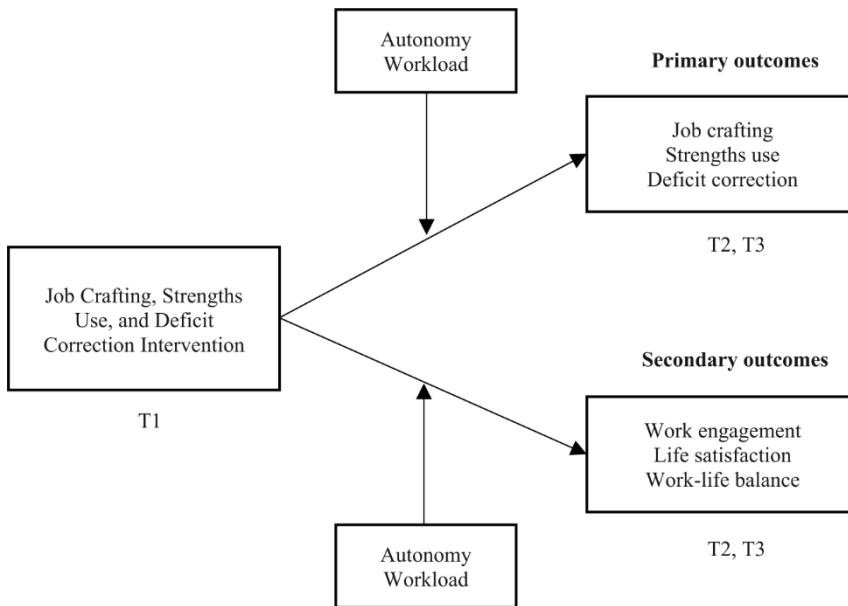 Autonomy
Workload
Primary outcomes
Job crafting
Strengths use
Deficit correction
T2, T3
Job Crafting, Strengths
Use, and Deficit
Correction Intervention
T1
Secondary outcomes
Work engagement
Life satisfaction
Work-life balance
T2, T3
Autonomy
Workload